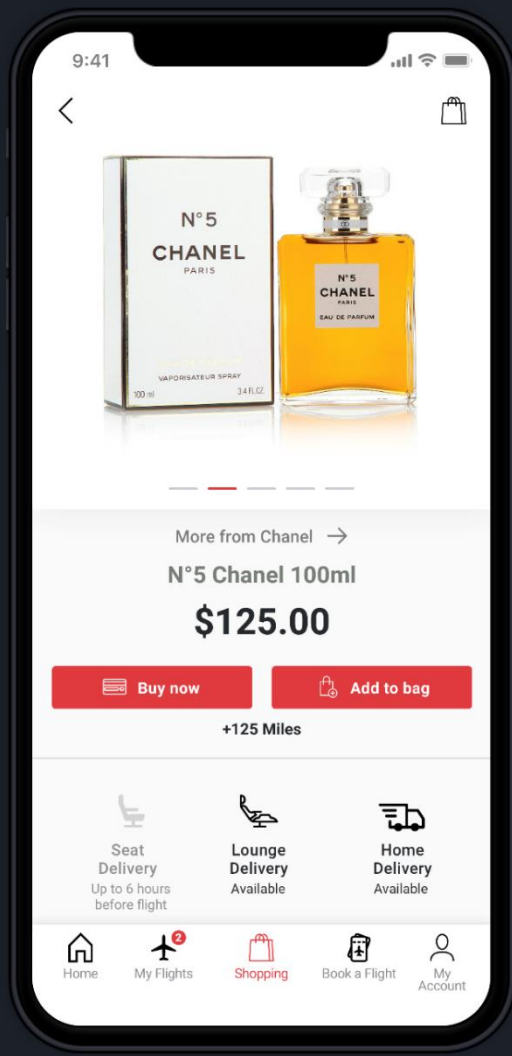 9:41
N°5
CHANEL
PARIS
VAPORISATEUR SPRAY
100 ml 3.4 FL.OZ.
N°5
CHANEL
PARIS
EAU DE PARFUM
More from Chanel
N°5 Chanel 100ml
$125.00
Buy now
Add to bag
+125 Miles
Seat
Delivery
Up to 6 hours
before flight
Lounge
Delivery
Available
Home
Delivery
Available
2
Home
My Flights
Shopping
Book a Flight
My
Account